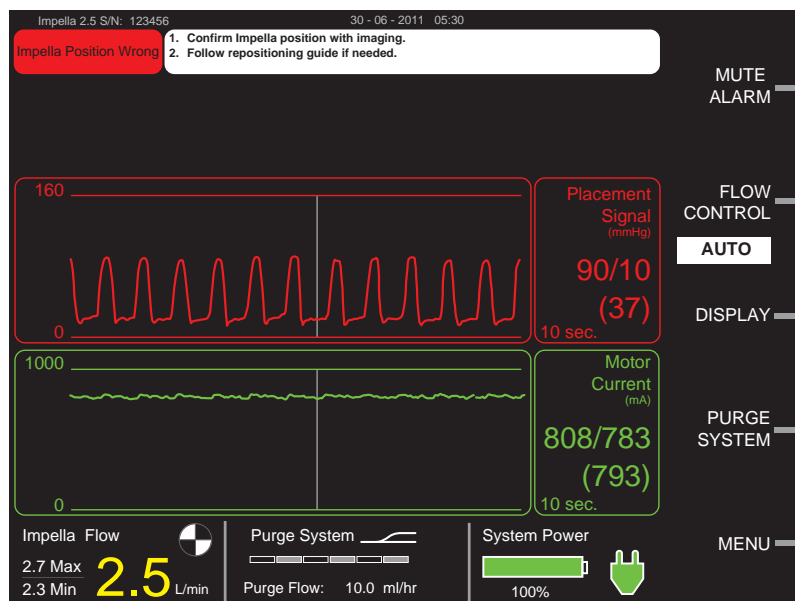 Impella 2.5 S/N: 123456
30 - 06 - 2011 05:30
Impella Position Wrong
1. Confirm Impella position with imaging.
2. Follow repositioning guide if needed.
MUTE
ALARM
160
0
Placement
Signal
(mmHg)
90/10
(37)
10 sec.
FLOW
CONTROL
AUTO
DISPLAY
1000
0
Motor
Current
(mA)
808/783
(793)
10 sec.
PURGE
SYSTEM
Impella Flow
2.7 Max
2.3 Min
2.5 L/min
Purge System
Purge Flow: 10.0 ml/hr
System Power
100%
MENU